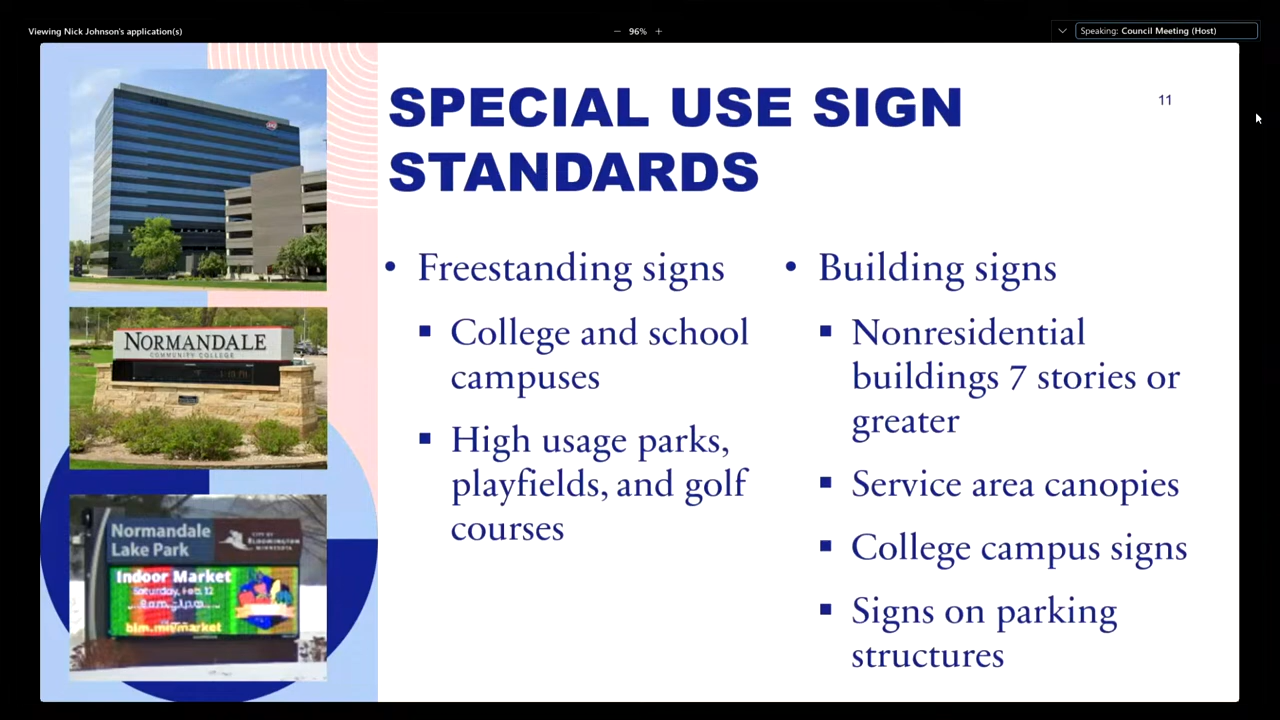 Viewing Nick Johnson's application(s)
96%
Speaking: Council Meeting (Host)
SPECIAL USE SIGN
STANDARDS
11
• Freestanding signs
▪ College and school
campuses
▪ High usage parks,
playfields, and golf
courses
• Building signs
▪ Nonresidential
buildings 7 stories or
greater
▪ Service area canopies
▪ College campus signs
▪ Signs on parking
structures
NORMANDALE
COMMUNITY COLLEGE
Normandale
Lake Park
CITY OF
BLOOMINGTON
MINNESOTA
Indoor Market
Saturday, Feb. 12
blm.mn/market